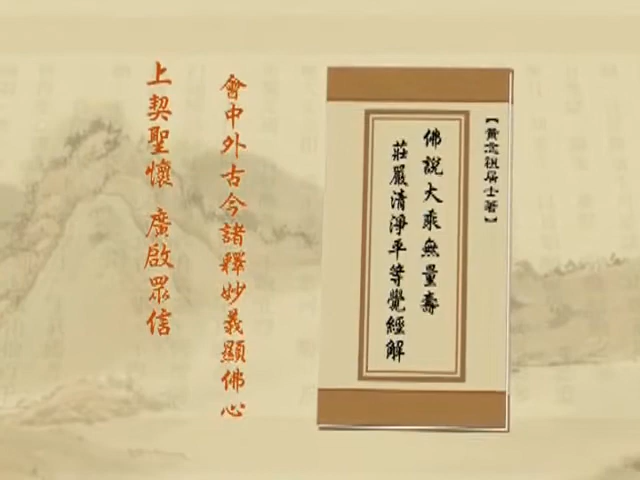 【黃念祖居士著】
佛說大乘無量壽
莊嚴清淨平等覺經解
會中外古今諸釋妙義顯佛心
上契聖懷 廣啟眾信